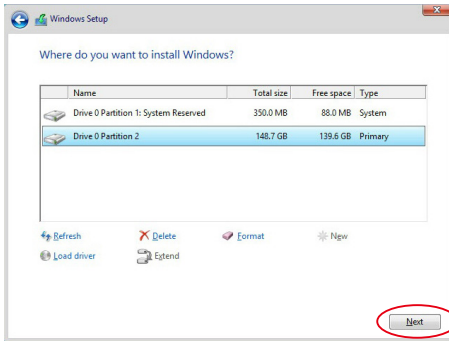 Windows Setup
Where do you want to install Windows?
Name Total size Free space Type
Drive 0 Partition 1: System Reserved 350.0 MB 88.0 MB System
Drive 0 Partition 2 148.7 GB 139.6 GB Primary
Refresh Delete Format New
Load driver Extend
Next